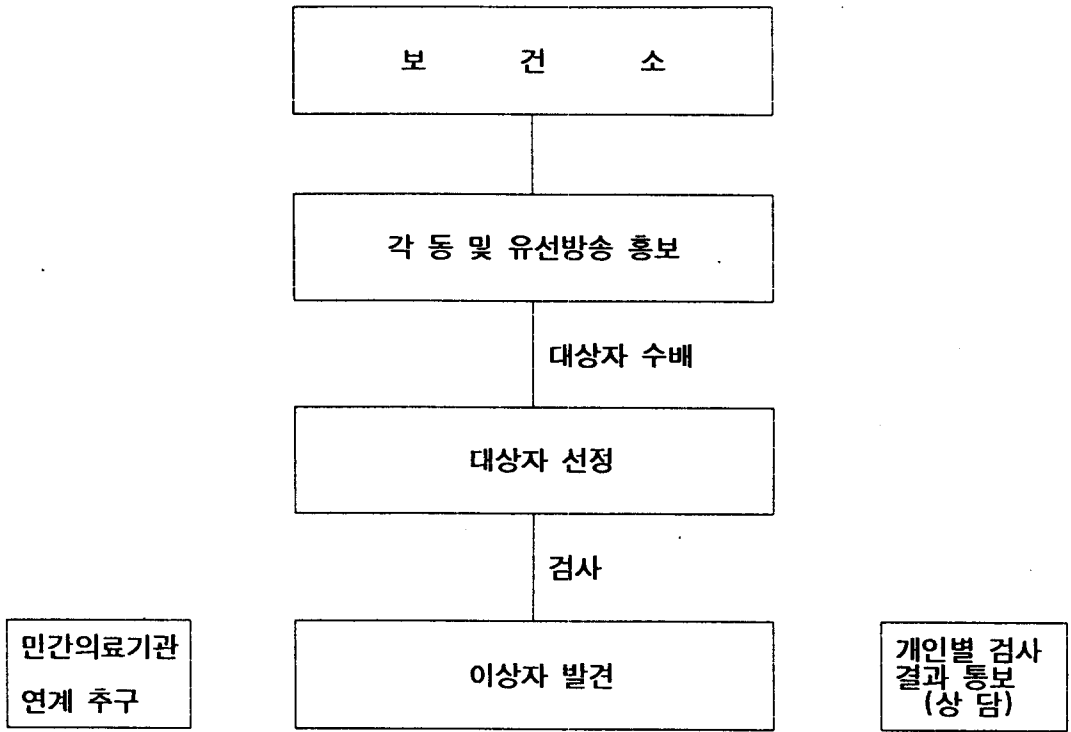 보 건 소
각 동 및 유선방송 홍보
대상자 수배
대상자 선정
검사
민간의료기관
연계 추구
이상자 발견
개인별 검사
결과 통보
(상 담)